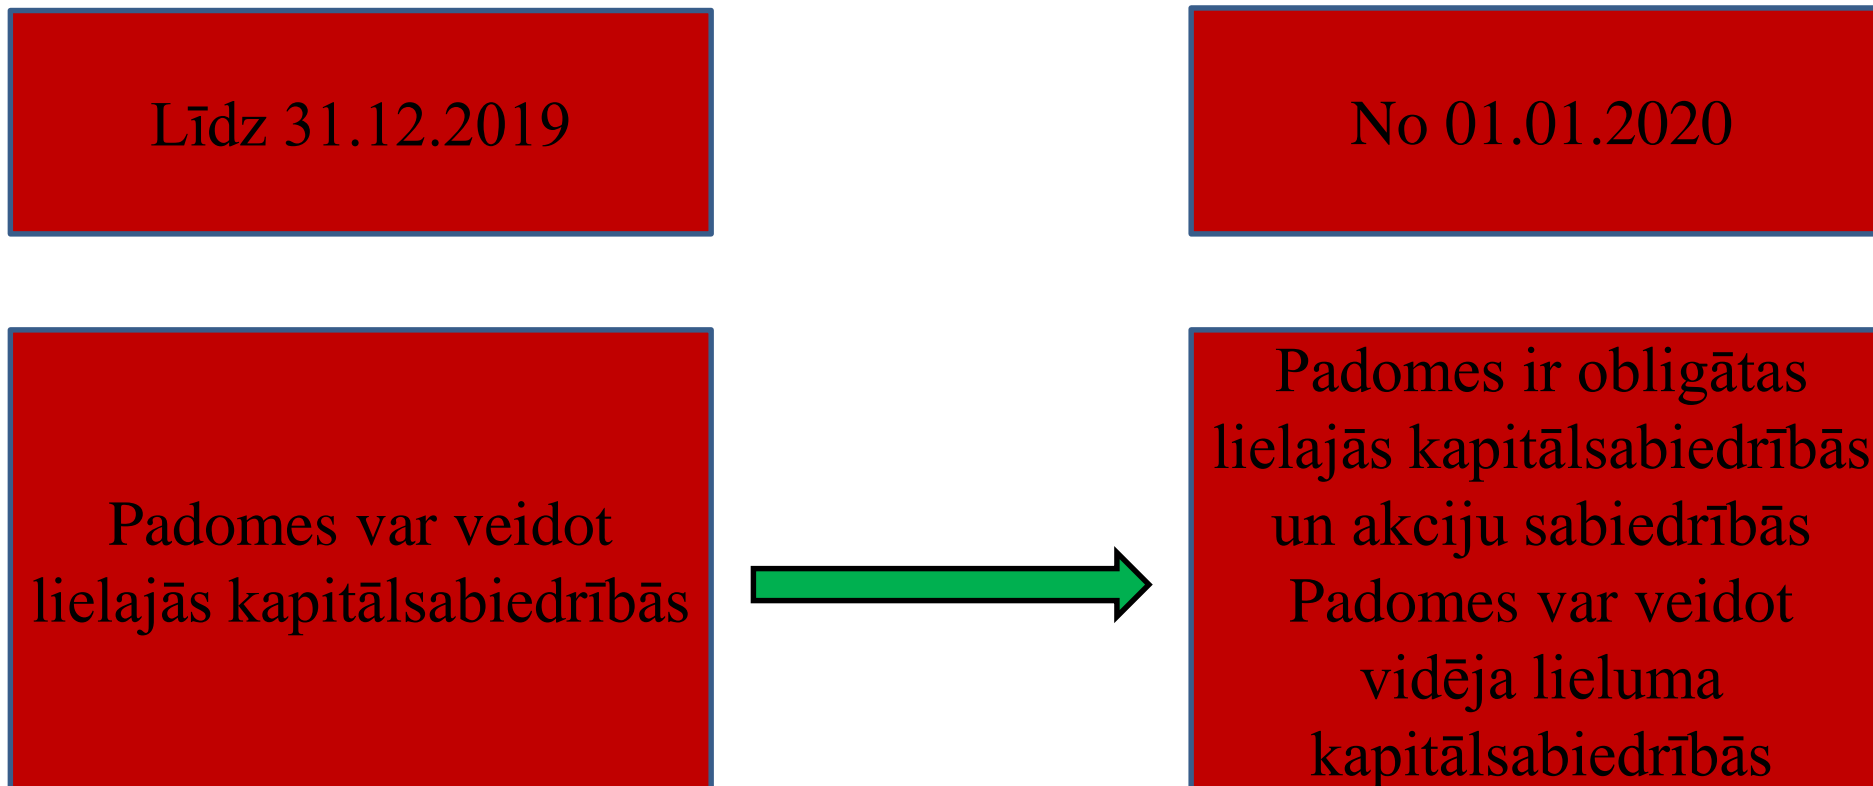 Līdz 31.12.2019
No 01.01.2020
Padomes var veidot
lielajās kapitālsabiedrībās
Padomes ir obligātas
lielajās kapitālsabiedrībās
un akciju sabiedrībās
Padomes var veidot
vidēja lieluma
kapitālsabiedrībās